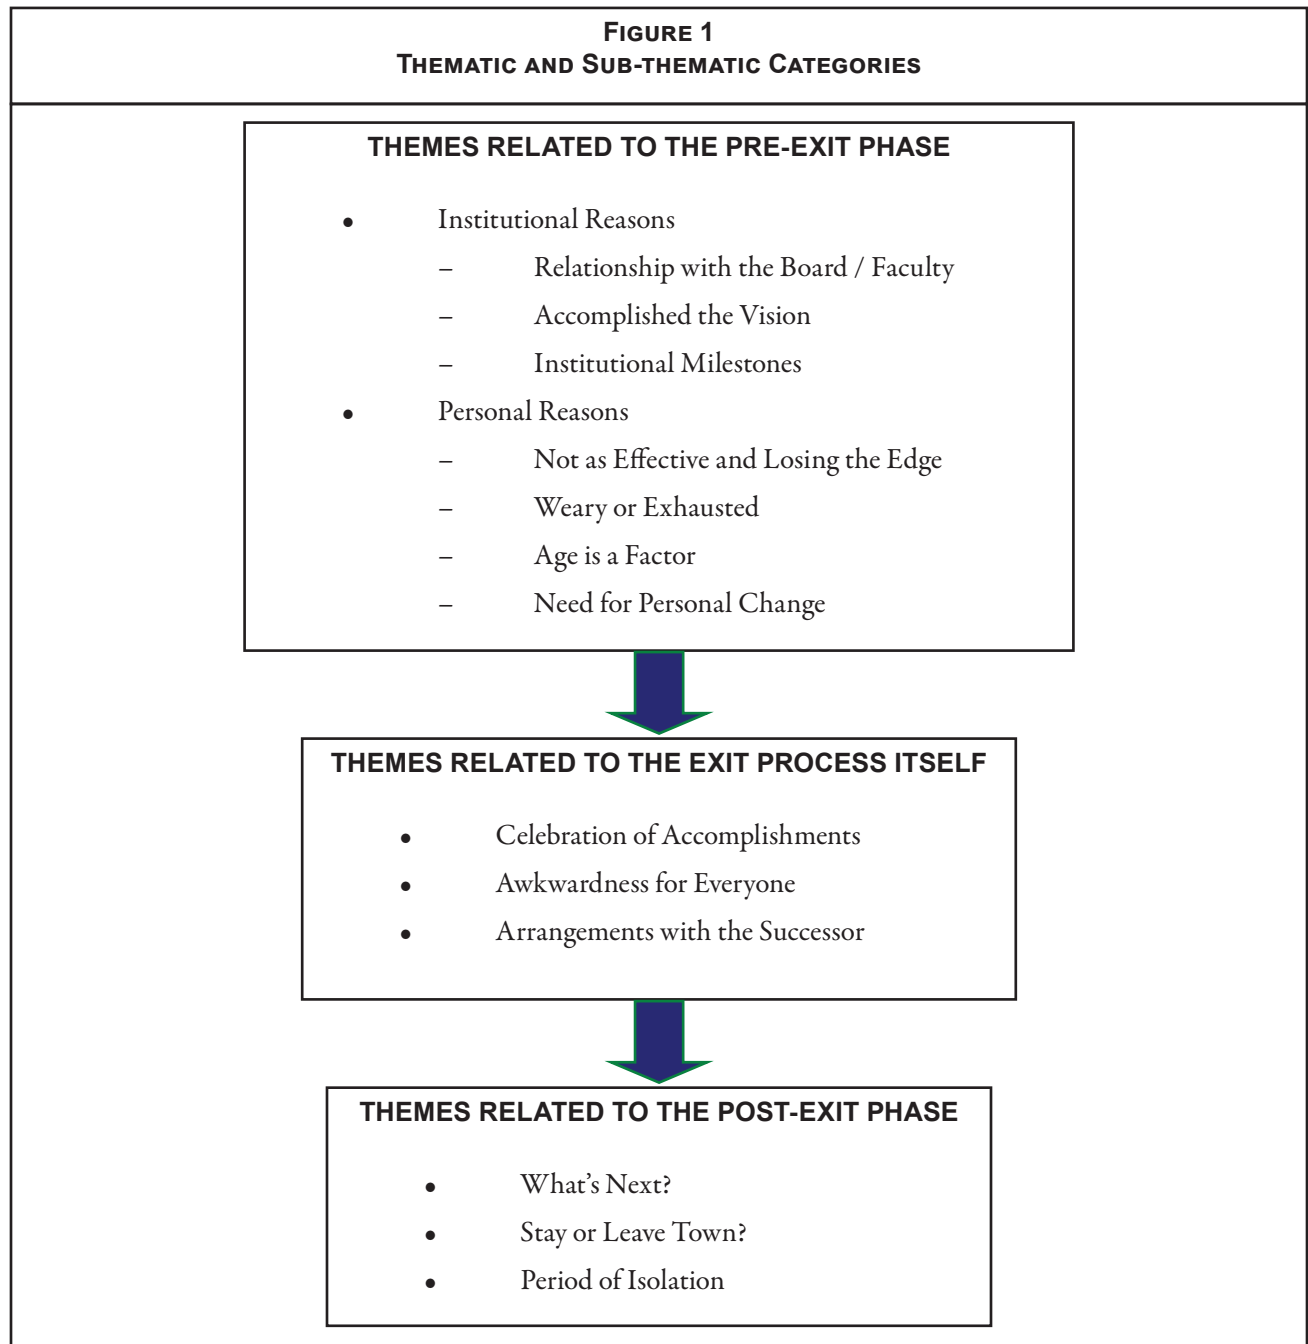 FIGURE 1
THEMATIC AND SUB-THEMATIC CATEGORIES
THEMES RELATED TO THE PRE-EXIT PHASE
• Institutional Reasons
– Relationship with the Board / Faculty
– Accomplished the Vision
– Institutional Milestones
• Personal Reasons
– Not as Effective and Losing the Edge
– Weary or Exhausted
– Age is a Factor
– Need for Personal Change
THEMES RELATED TO THE EXIT PROCESS ITSELF
• Celebration of Accomplishments
• Awkwardness for Everyone
• Arrangements with the Successor
THEMES RELATED TO THE POST-EXIT PHASE
• What’s Next?
• Stay or Leave Town?
• Period of Isolation